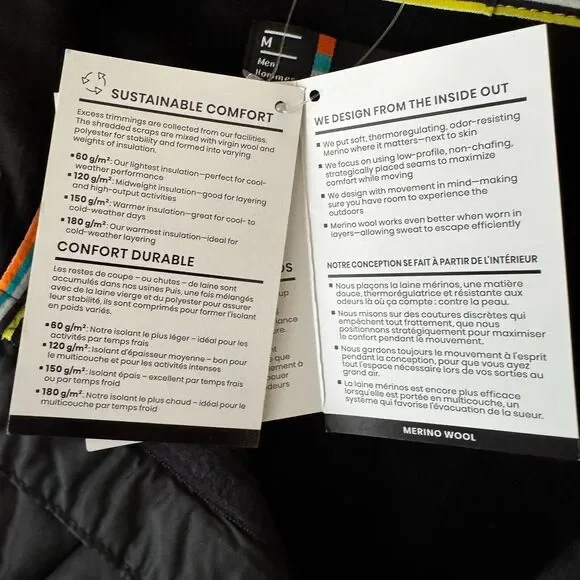 M
Men
Hommes
SUSTAINABLE COMFORT
Excess trimmings are collected from our facilities.
The shredded scraps are mixed with virgin wool and
polyester for stability and formed into varying
weights of insulation.
▪ 60 g/m²: Our lightest insulation—perfect for cool-
weather performance
▪ 120 g/m²: Midweight insulation—good for layering
and high-output activities
▪ 150 g/m²: Warmer insulation—great for cool- to
cold-weather days
▪ 180 g/m²: Our warmest insulation—ideal for
cold-weather layering
CONFORT DURABLE
Les restes de coupe – ou chutes – de laine sont
accumulés dans nos usines Puis, une fois mélangés
avec de la laine vierge et du polyester pour assurer
leur stabilité, ils sont comprimés pour former l'isolant
en poids variés.
▪ 60 g/m²: Notre isolant le plus léger – idéal pour les
activités par temps frais
▪ 120 g/m²: Isolant d'épaisseur moyenne – bon pour
le multicouche et pour les activités intenses
▪ 150 g/m²: Isolant épais – excellent par temps frais
ou par temps froid
▪ 180 g/m²: Notre isolant le plus chaud – idéal pour le
multicouche par temps froid
WE DESIGN FROM THE INSIDE OUT
▪ We put soft, thermoregulating, odor-resisting
Merino where it matters—next to skin
▪ We focus on using low-profile, non-chafing,
strategically placed seams to maximize
comfort while moving
▪ We design with movement in mind—making
sure you have room to experience the
outdoors
▪ Merino wool works even better when worn in
layers—allowing sweat to escape efficiently
NOTRE CONCEPTION SE FAIT À PARTIR DE L'INTÉRIEUR
▪ Nous plaçons la laine mérinos, une matière
douce, thermorégulatrice et résistante aux
odeurs là où ça compte : contre la peau.
▪ Nous misons sur des coutures discrètes qui
empêchent tout frottement, que nous
positionnons stratégiquement pour maximiser
le confort pendant le mouvement.
▪ Nous gardons toujours le mouvement à l'esprit
pendant la conception, pour que vous ayez
tout l'espace nécessaire lors de vos sorties au
grand air.
▪ La laine mérinos est encore plus efficace
lorsqu'elle est portée en multicouche, un
système qui favorise l'évacuation de la sueur.
MERINO WOOL